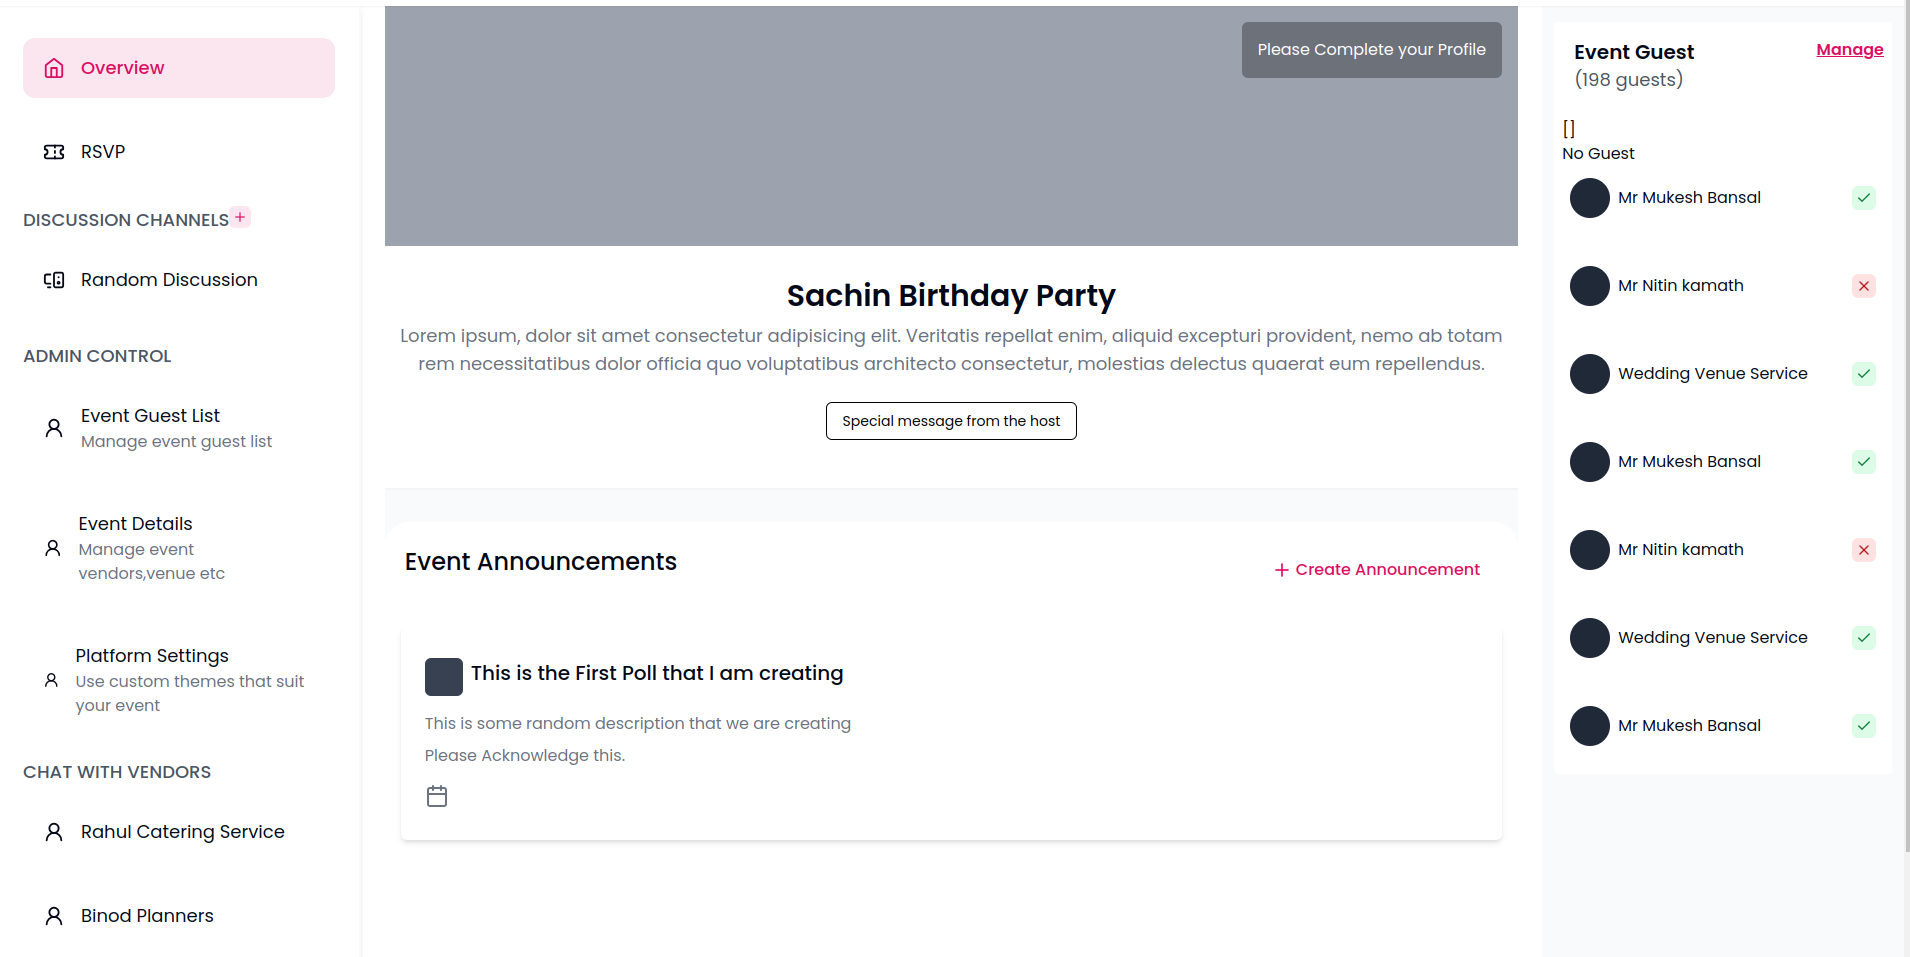 Overview
RSVP
DISCUSSION CHANNELS
Random Discussion
ADMIN CONTROL
Event Guest List
Manage event guest list
Event Details
Manage event
vendors,venue etc
Platform Settings
Use custom themes that suit
your event
CHAT WITH VENDORS
Rahul Catering Service
Binod Planners
Please Complete your Profile
Sachin Birthday Party
Lorem ipsum, dolor sit amet consectetur adipisicing elit. Veritatis repellat enim, aliquid excepturi provident, nemo ab totam
rem necessitatibus dolor officia quo voluptatibus architecto consectetur, molestias delectus quaerat eum repellendus.
Special message from the host
Event Announcements
Create Announcement
This is the First Poll that I am creating
This is some random description that we are creating
Please Acknowledge this.
Event Guest
Manage
(198 guests)
[]
No Guest
Mr Mukesh Bansal
Mr Nitin kamath
Wedding Venue Service
Mr Mukesh Bansal
Mr Nitin kamath
Wedding Venue Service
Mr Mukesh Bansal